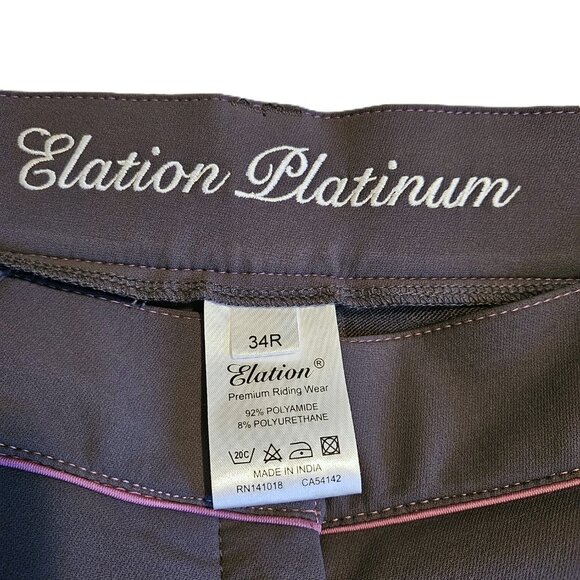 Elation Platinum
34R
Elation®
Premium Riding Wear
92% POLYAMIDE
8% POLYURETHANE
20C
MADE IN INDIA
RN141018 CA54142